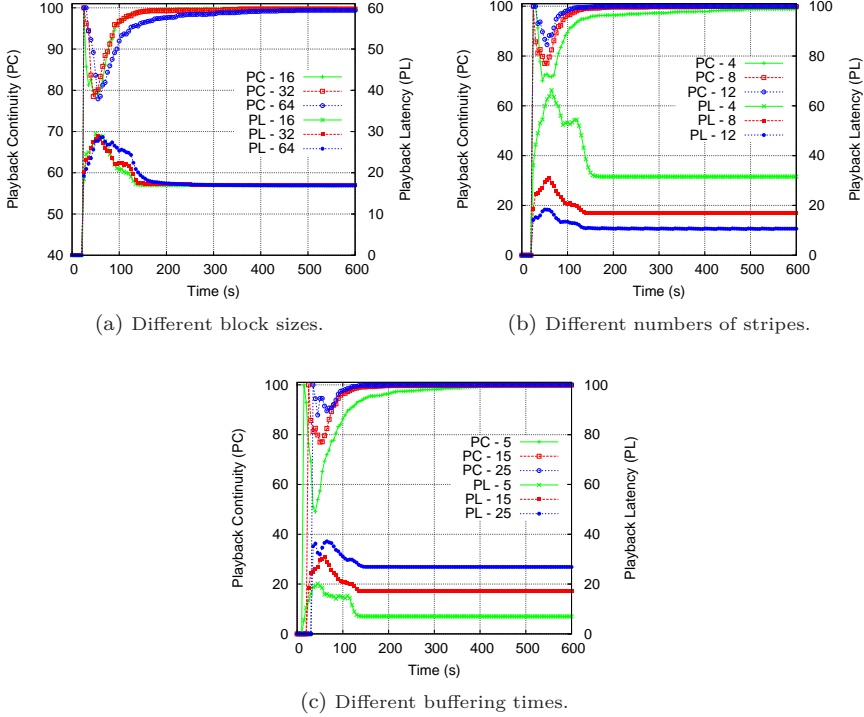 100
90
80
70
60
50
40
0 100 200 300 400 500 600
60
50
40
30
20
10
0
Playback Continuity (PC)
Playback Latency (PL)
Time (s)
PC - 16
PC - 32
PC - 64
PL - 16
PL - 32
PL - 64
(a) Different block sizes.
100
80
60
40
20
0
0 100 200 300 400 500 600
100
80
60
40
20
0
Playback Continuity (PC)
Playback Latency (PL)
Time (s)
PC - 4
PC - 8
PC - 12
PL - 4
PL - 8
PL - 12
(b) Different numbers of stripes.
100
80
60
40
20
0
0 100 200 300 400 500 600
100
80
60
40
20
0
Playback Continuity (PC)
Playback Latency (PL)
Time (s)
PC - 5
PC - 15
PC - 25
PL - 5
PL - 15
PL - 25
(c) Different buffering times.